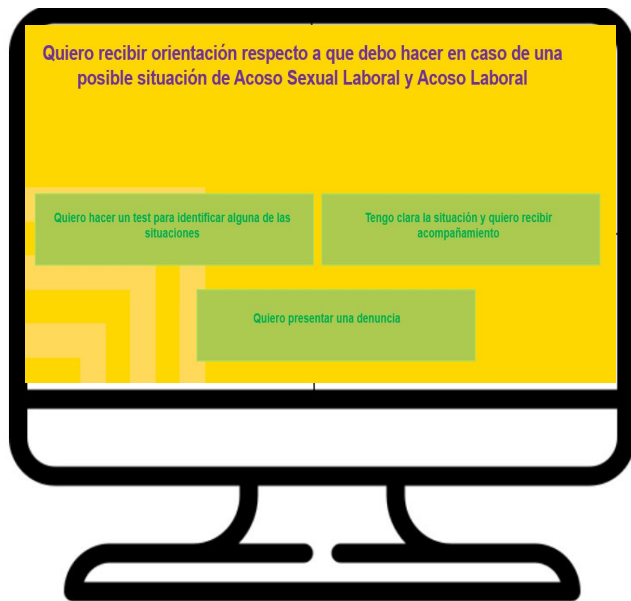 Quiero recibir orientación respecto a que debo hacer en caso de una
posible situación de Acoso Sexual Laboral y Acoso Laboral
Quiero hacer un test para identificar alguna de las
situaciones
Tengo clara la situación y quiero recibir
acompañamiento
Quiero presentar una denuncia